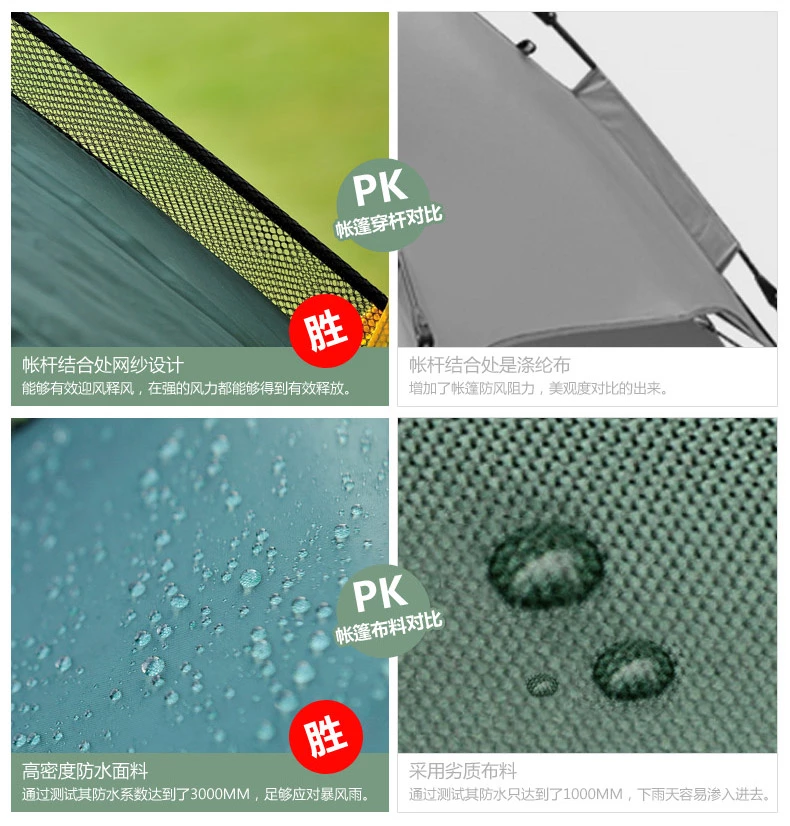 PK
帐篷穿杆对比
胜
帐杆结合处网纱设计
能够有效迎风释风，在强的风力都能够得到有效释放。
帐杆结合处是涤纶布
增加了帐篷防风阻力，美观度对比的出来。
PK
帐篷布料对比
胜
高密度防水面料
通过测试其防水系数达到了3000MM，足够应对暴风雨。
采用劣质布料
通过测试其防水只达到了1000MM，下雨天容易渗入进去。